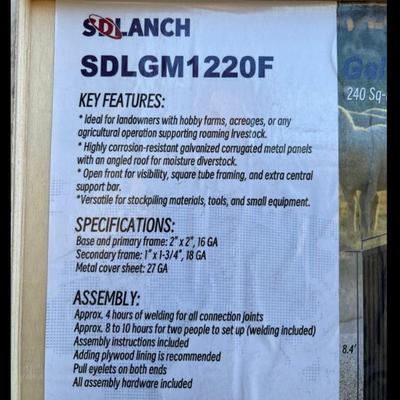 SDLANCH
SDLGM1220F
KEY FEATURES:
* Ideal for landowners with hobby farms, acreoges, or any
agricultural operation supporting roaming lrvestock.
* Highly corrosion-resistant galvanized corrugated metal panels
with an angled roof for moisture diverstock.
* Open front for visibility, square tube framing, and extra central
support bar.
*Versatile for stockpiling materials, tools, and small equipment.
SPECIFICATIONS:
Base and primary frame: 2" x 2", 16 GA
Secondary frame: 1" x 1-3/4", 18 GA
Metal cover sheet: 27 GA
ASSEMBLY:
Approx. 4 hours of welding for all connection joints
Approx. 8 to 10 hours for two people to set up (welding included)
Assembly instructions included
Adding plywood lining is recommended
Pull eyelets on both ends
All assembly hardware included
240 Sq-
8.4'